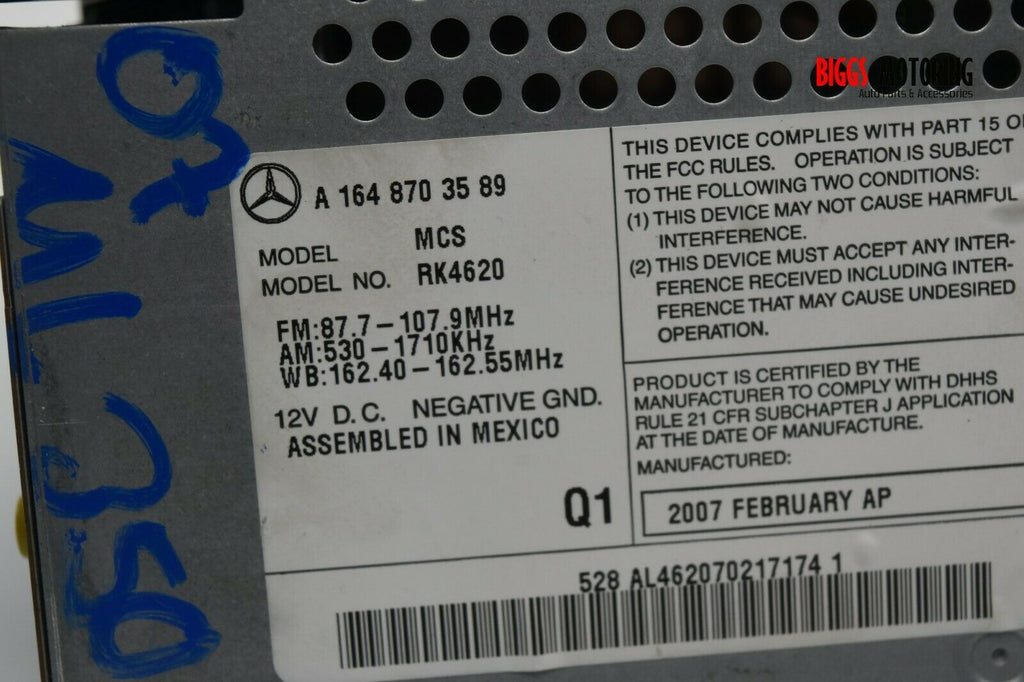 BIGGS MOTORING
Auto Parts & Accessories
07
ML350
A 164 870 35 89
MODEL MCS
MODEL NO. RK4620
FM:87.7-107.9MHz
AM:530-1710KHz
WB:162.40-162.55MHz
12V D.C. NEGATIVE GND.
ASSEMBLED IN MEXICO
Q1
THIS DEVICE COMPLIES WITH PART 15 O
THE FCC RULES. OPERATION IS SUBJECT
TO THE FOLLOWING TWO CONDITIONS:
(1) THIS DEVICE MAY NOT CAUSE HARMFUL
INTERFERENCE.
(2) THIS DEVICE MUST ACCEPT ANY INTER-
FERENCE RECEIVED INCLUDING INTER-
FERENCE THAT MAY CAUSE UNDESIRED
OPERATION.
PRODUCT IS CERTIFIED BY THE
MANUFACTURER TO COMPLY WITH DHHS
RULE 21 CFR SUBCHAPTER J APPLICATION
AT THE DATE OF MANUFACTURE.
MANUFACTURED:
2007 FEBRUARY AP
528 AL462070217174 1